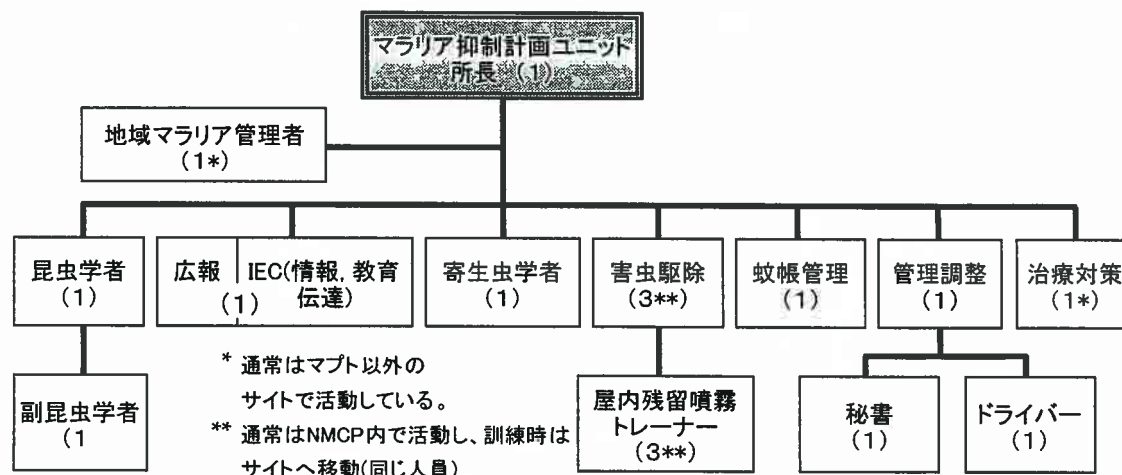 マラリア抑制計画ユニット
所長 (1)
地域マラリア管理者
(1*)
昆虫学者
(1)
広報 IEC(情報, 教育
伝達)
(1)
寄生虫学者
(1)
害虫駆除
(3**)
蚊帳管理
(1)
管理調整
(1)
治療対策
(1*)
副昆虫学者
(1
* 通常はマプト以外の
サイトで活動している。
** 通常はNMCP内で活動し、訓練時は
サイトへ移動(同じ人員)
屋内残留噴霧
トレーナー
(3**)
秘書
(1)
ドライバー
(1)